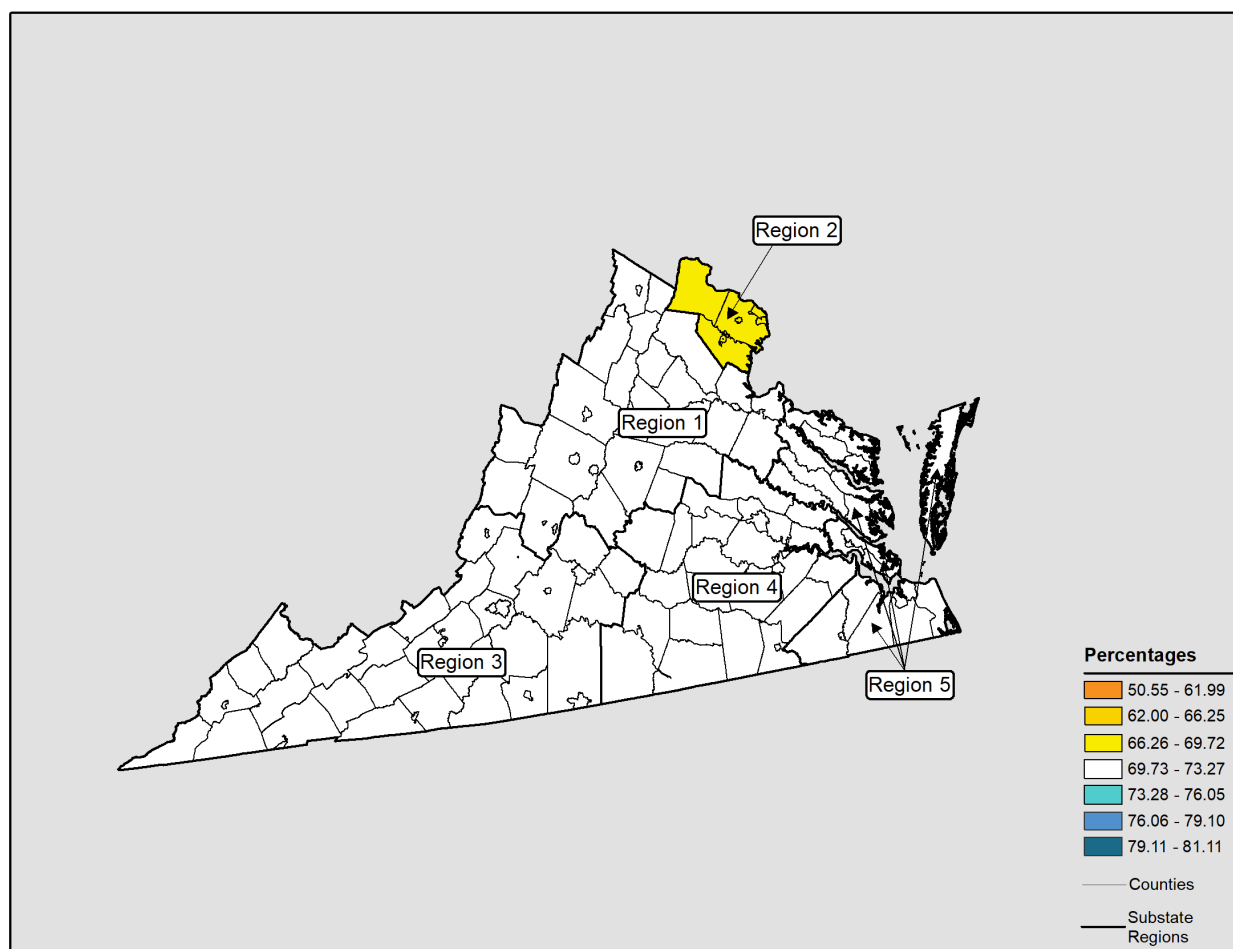 Region 2
Region 1
Region 4
Region 3
Region 5
Percentages
50.55 - 61.99
62.00 - 66.25
66.26 - 69.72
69.73 - 73.27
73.28 - 76.05
76.06 - 79.10
79.11 - 81.11
Counties
Substate
Regions